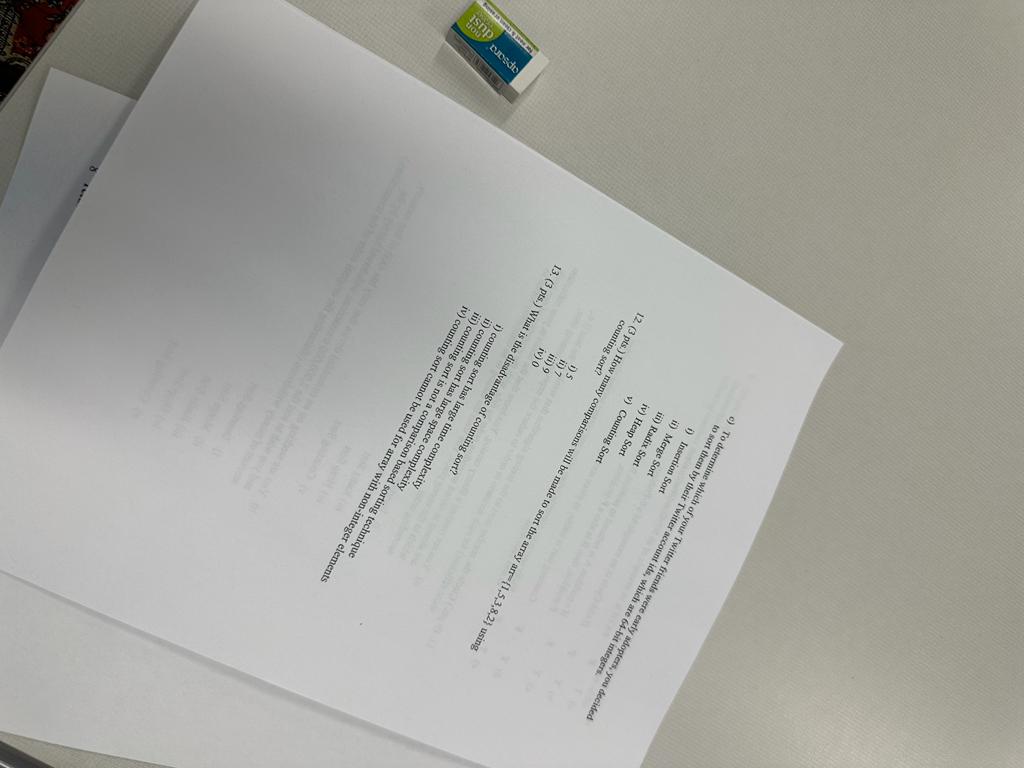 c) To determine which of your Twitter friends were early adopters, you decided
to sort them by their Twitter account ids, which are 64-bit integers.
i) Insertion Sort
ii) Merge Sort
iii) Radix Sort
iv) Heap Sort
v) Counting Sort
12. (3 pts.) How many comparisons will be made to sort the array arr={1,5,3,8,2} using
counting sort?
i) 5
ii) 7
iii) 9
iv) 0
13. (3 pts.) What is the disadvantage of counting sort?
i) counting sort has large time complexity
ii) counting sort has large space complexity
iii) counting sort is not a comparison based sorting technique
iv) counting sort cannot be used for array with non-integer elements
apsara
non
dust